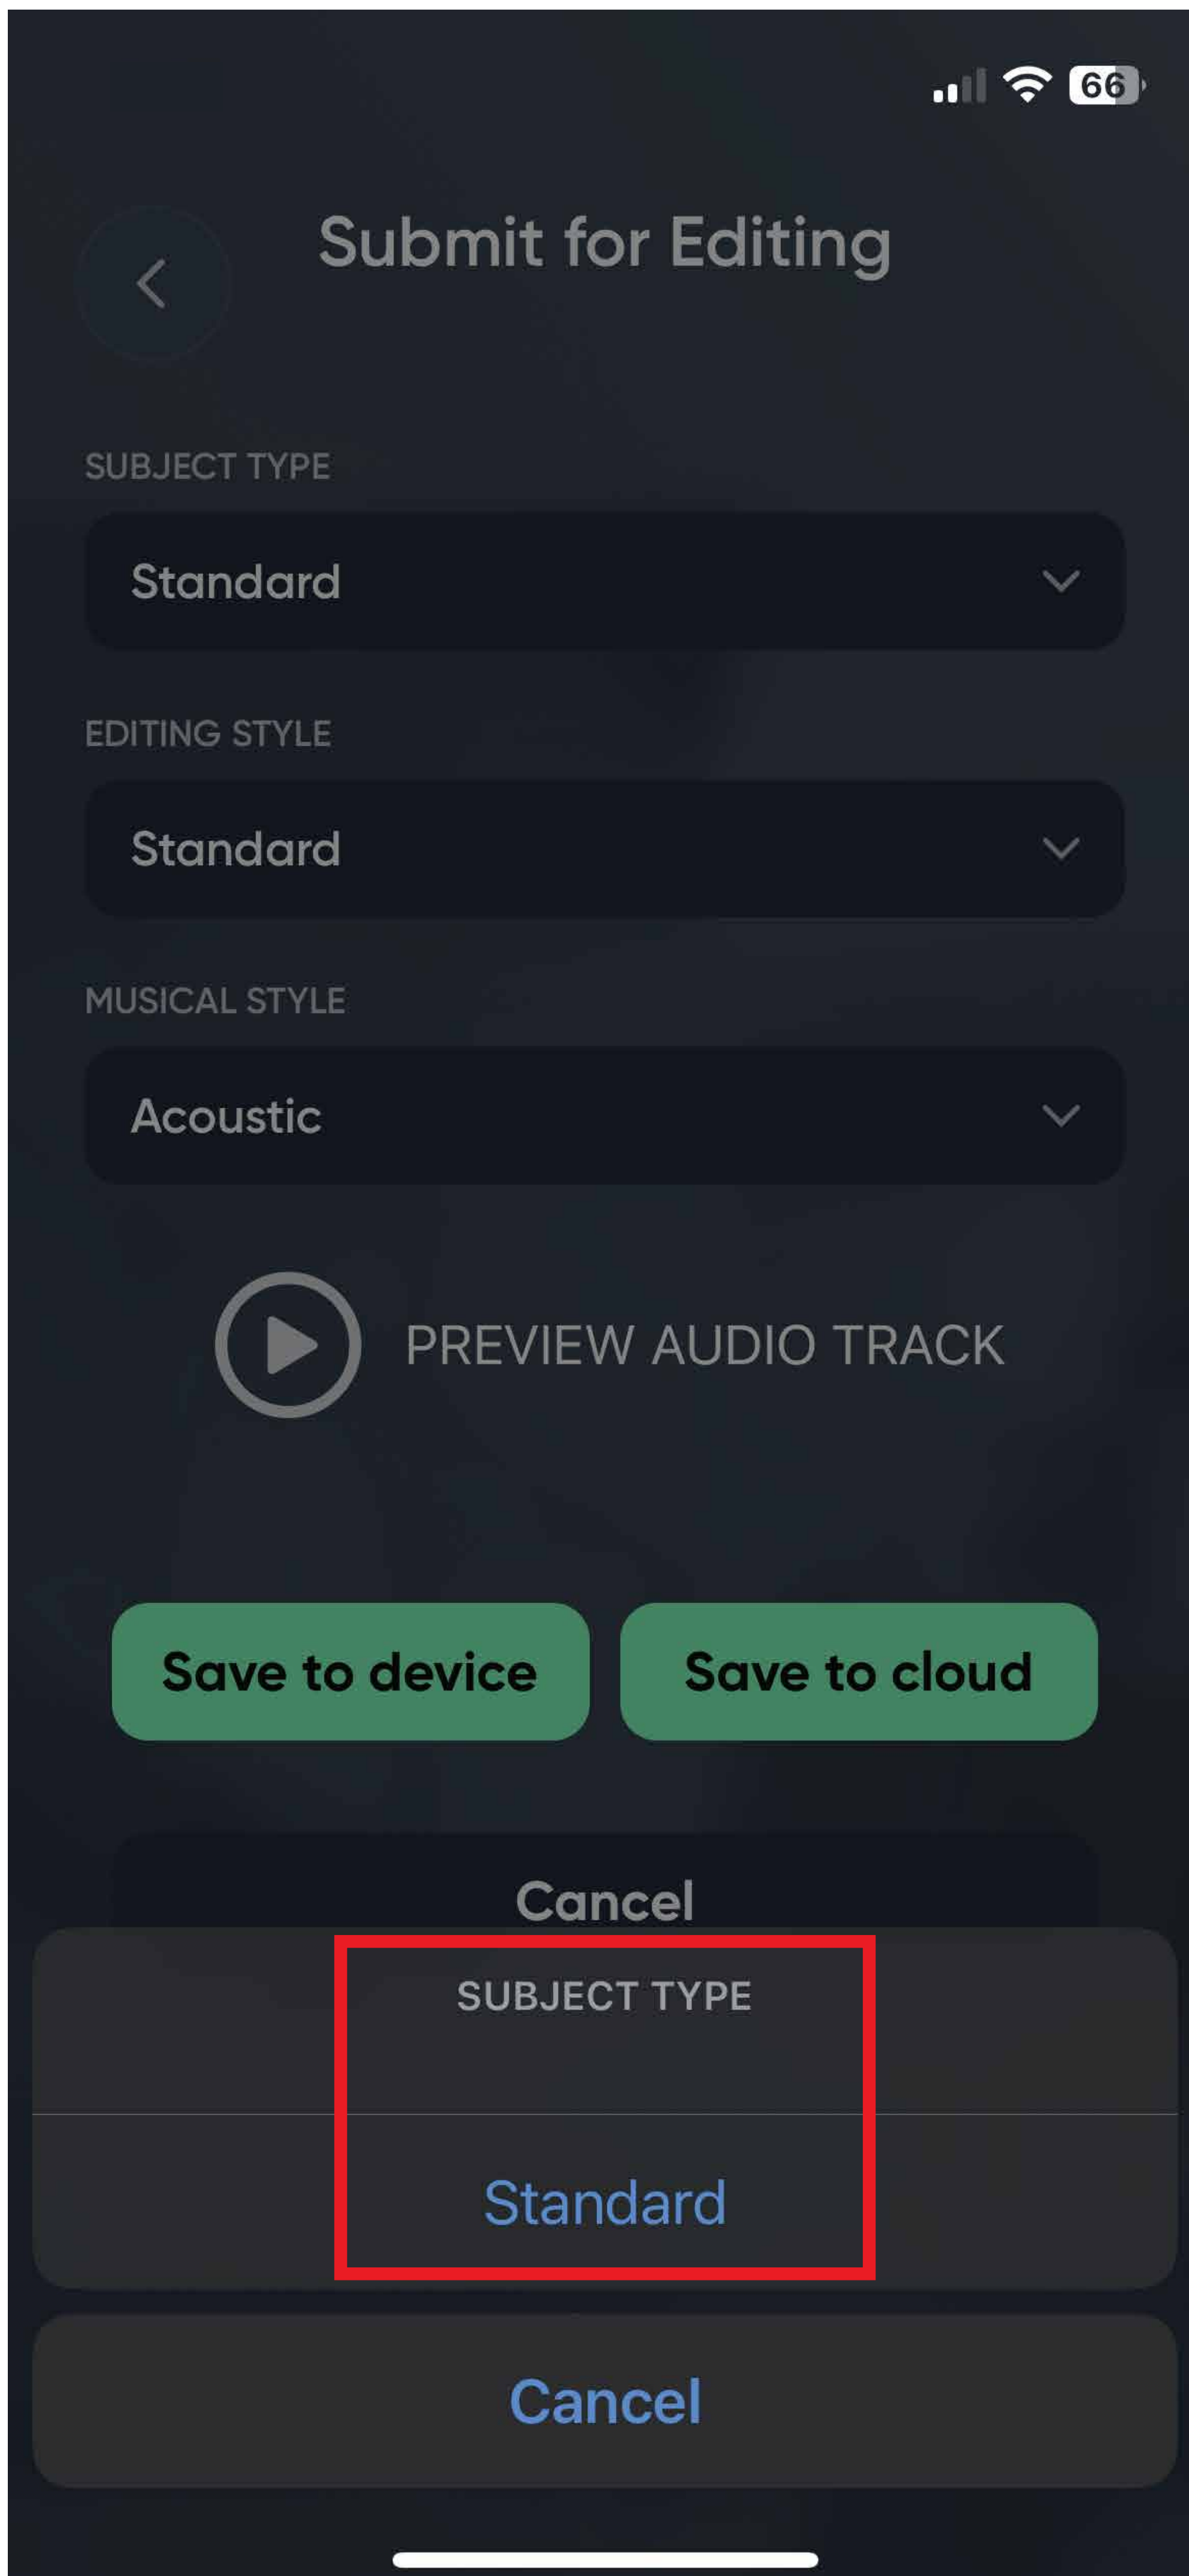 66
Submit for Editing
SUBJECT TYPE
Standard
EDITING STYLE
Standard
MUSICAL STYLE
Acoustic
PREVIEW AUDIO TRACK
Save to device
Save to cloud
Cancel
SUBJECT TYPE
Standard
Cancel